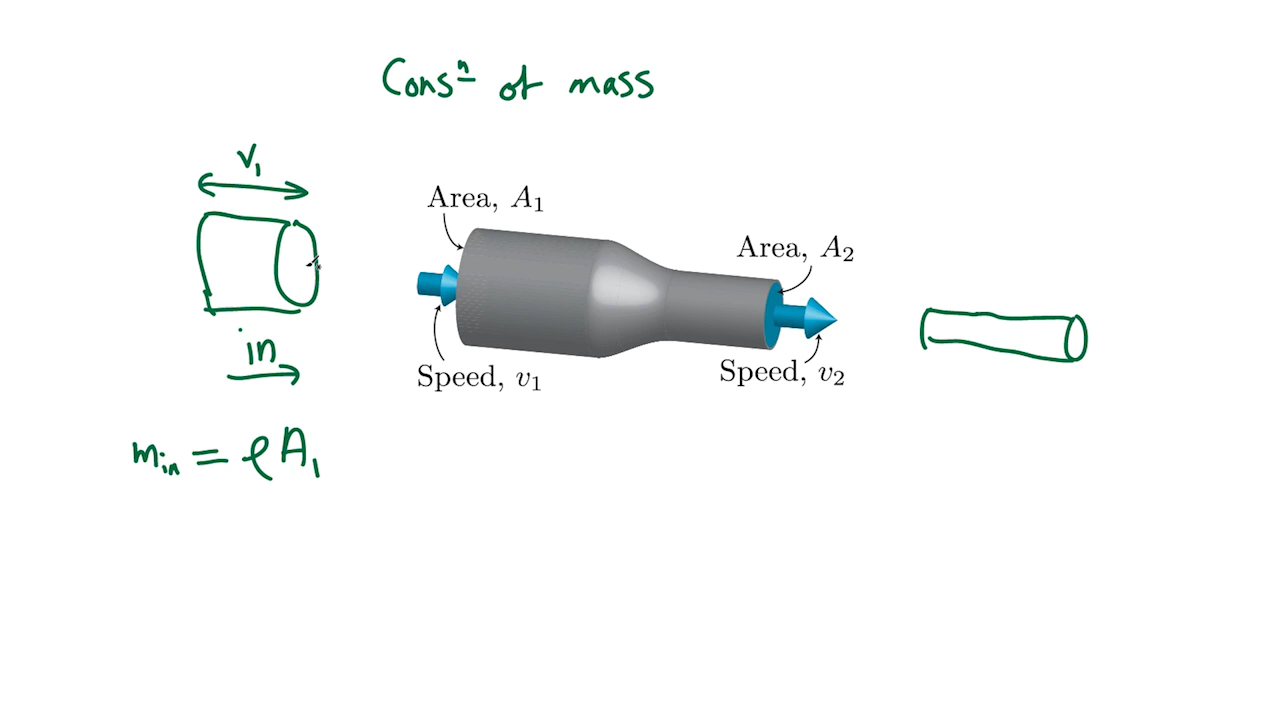 Consⁿ of mass
v₁
Area, A₁
Area, A₂
in
Speed, v₁
Speed, v₂
mᵢₙ = ρA₁